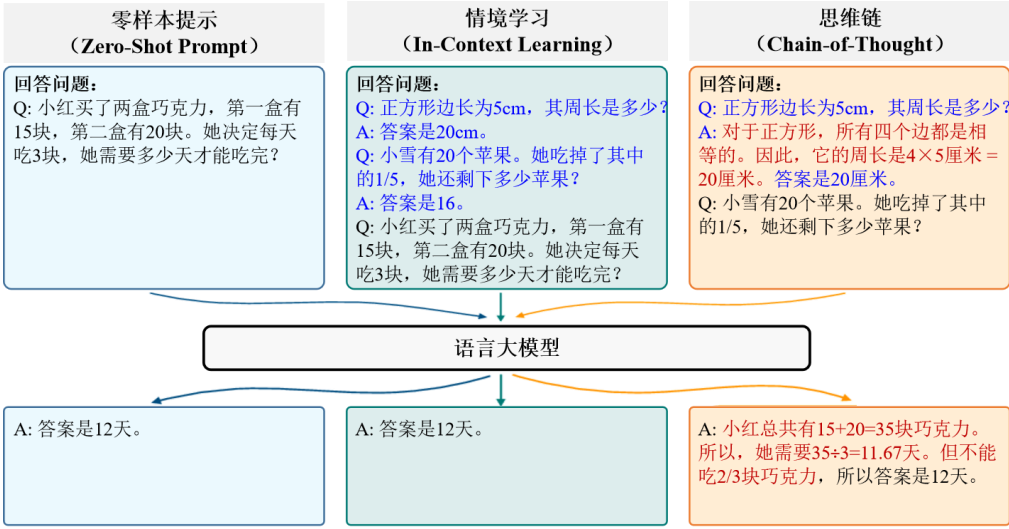 零样本提示
（Zero-Shot Prompt）
回答问题：
Q: 小红买了两盒巧克力，第一盒有
15块，第二盒有20块。她决定每天
吃3块，她需要多少天才能吃完？
情境学习
（In-Context Learning）
回答问题：
Q: 正方形边长为5cm，其周长是多少？
A: 答案是20cm。
Q: 小雪有20个苹果。她吃掉了其中
的1/5，她还剩下多少苹果？
A: 答案是16。
Q: 小红买了两盒巧克力，第一盒有
15块，第二盒有20块。她决定每天
吃3块，她需要多少天才能吃完？
思维链
（Chain-of-Thought）
回答问题：
Q: 正方形边长为5cm，其周长是多少？
A: 对于正方形，所有四个边都是相
等的。因此，它的周长是4×5厘米 =
20厘米。答案是20厘米。
Q: 小雪有20个苹果。她吃掉了其中
的1/5，她还剩下多少苹果？
语言大模型
A: 答案是12天。
A: 答案是12天。
A: 小红总共有15+20=35块巧克力。
所以，她需要35÷3=11.67天。但不能
吃2/3块巧克力，所以答案是12天。